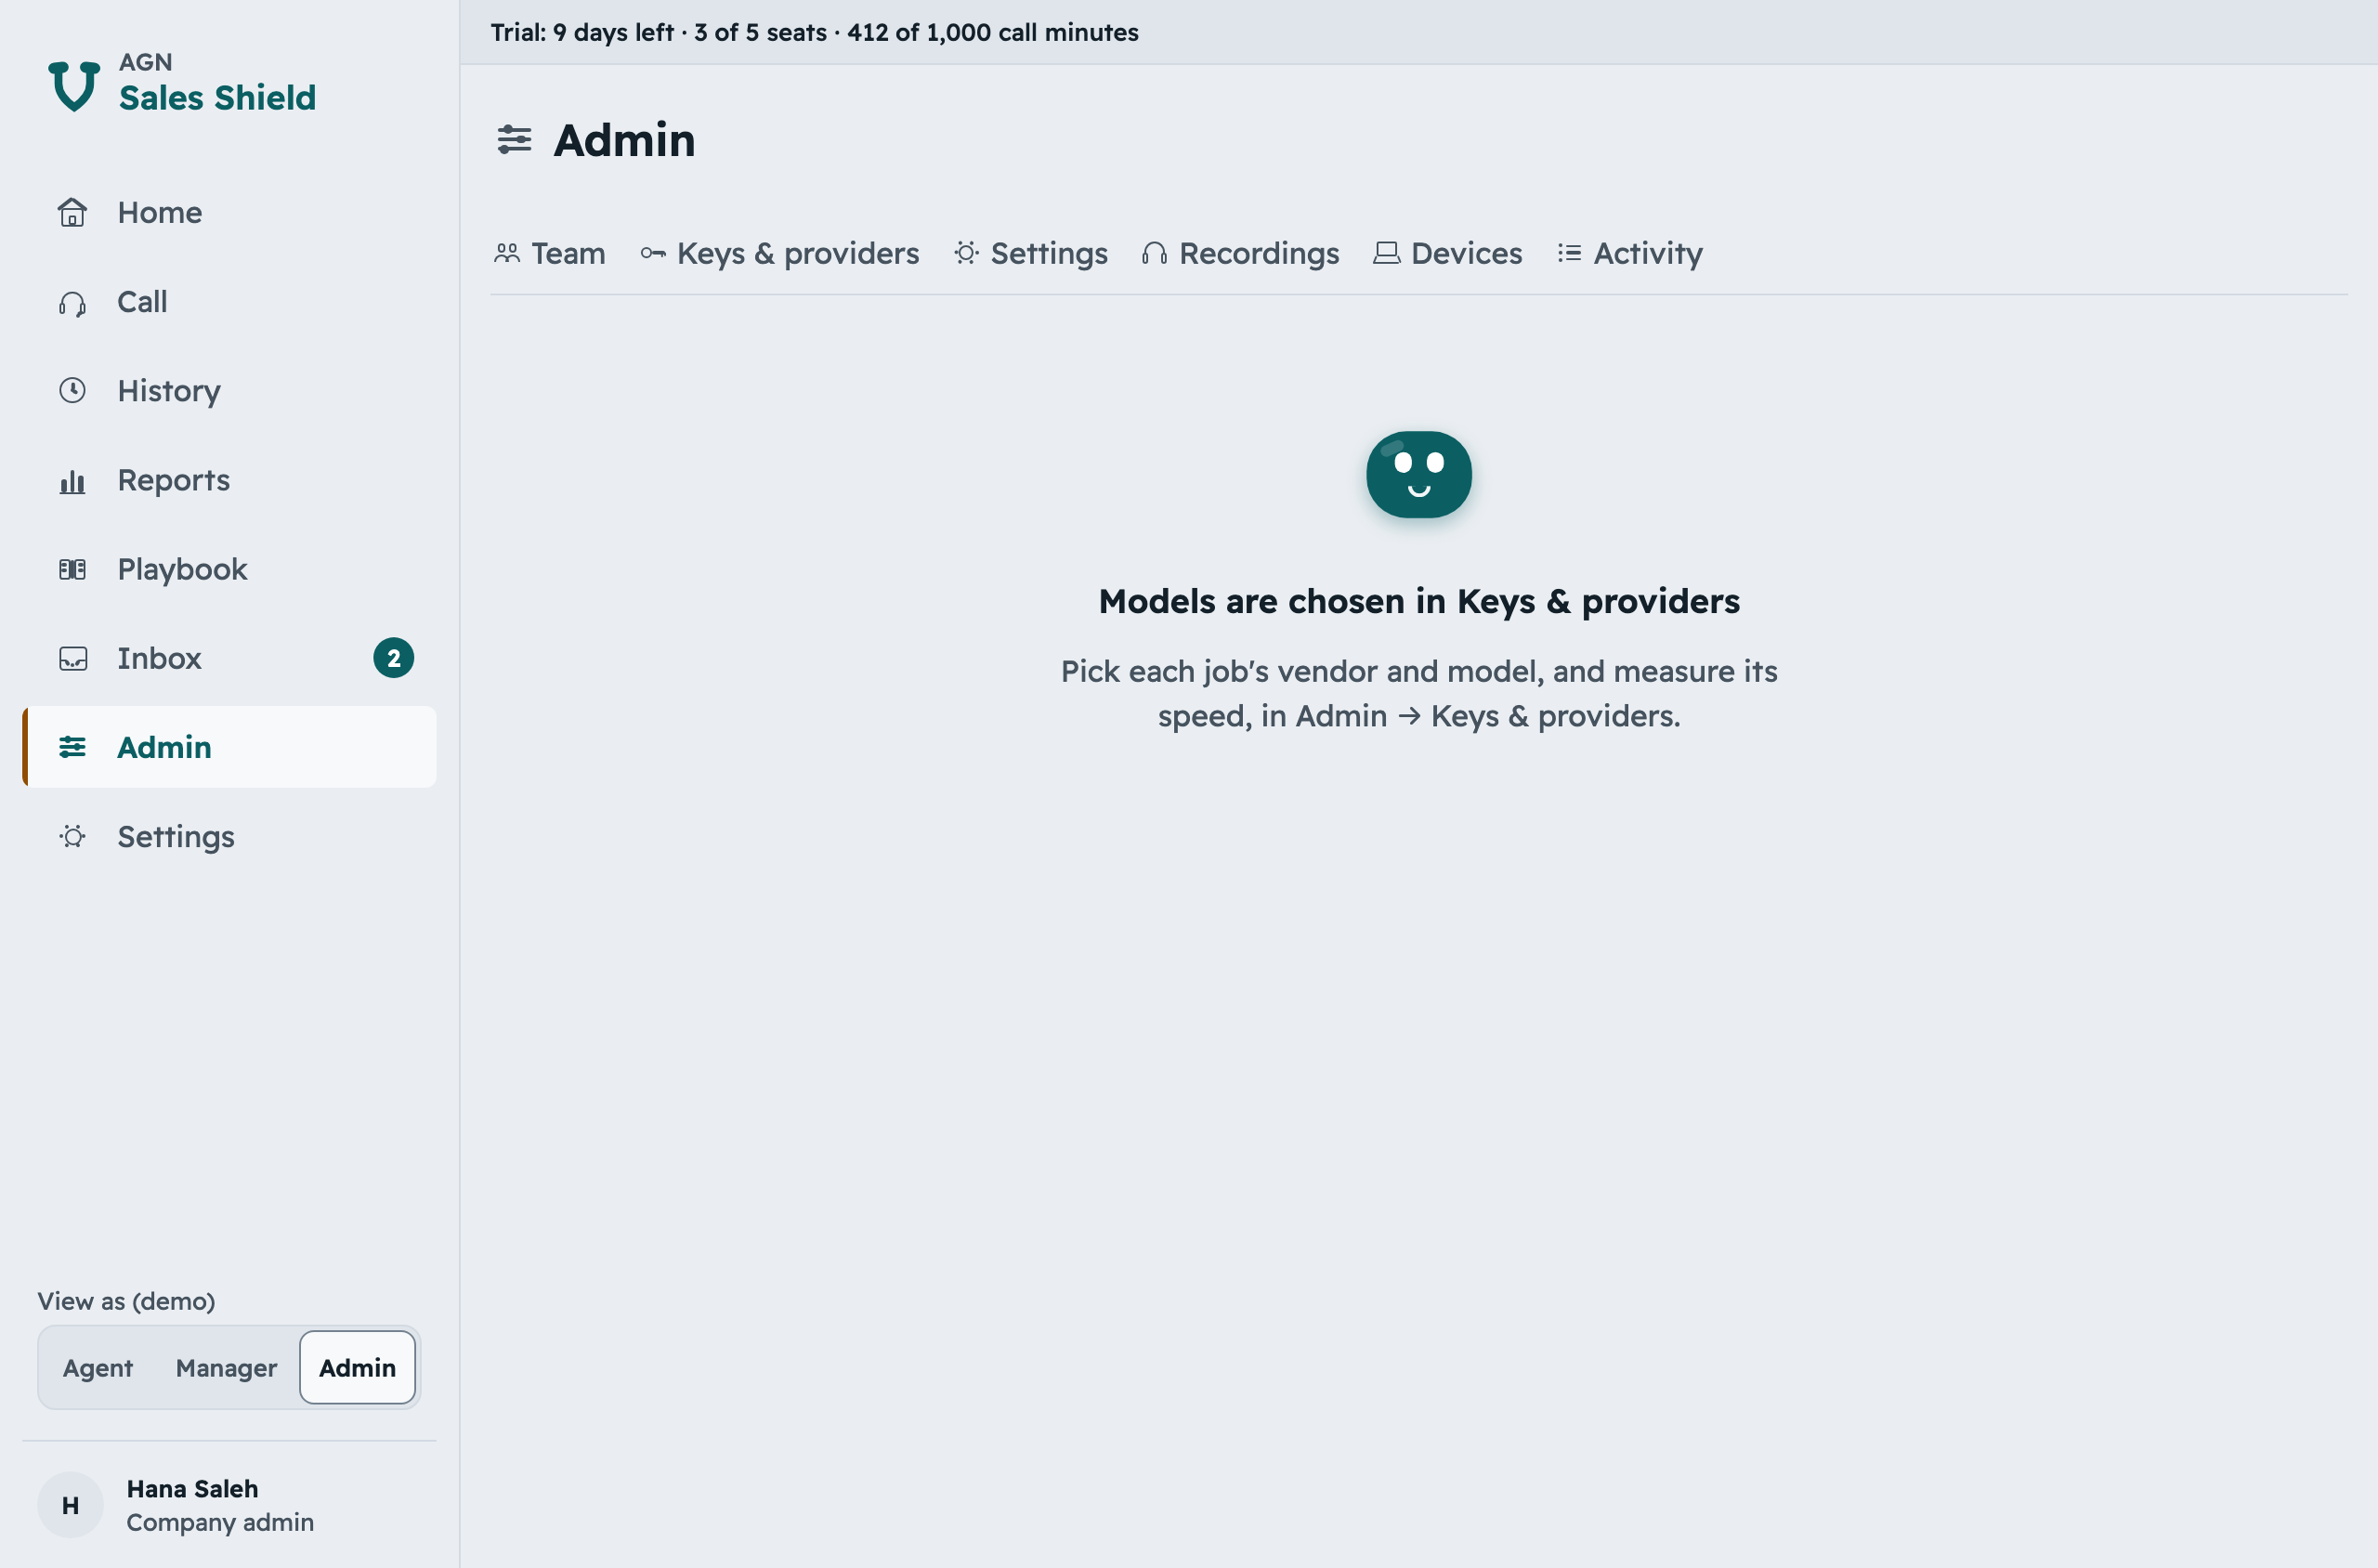 AGN
Sales Shield
Home
Call
History
Reports
Playbook
Inbox
2
Admin
Settings
View as (demo)
Agent
Manager
Admin
H
Hana Saleh
Company admin
Trial: 9 days left · 3 of 5 seats · 412 of 1,000 call minutes
Admin
Team
Keys & providers
Settings
Recordings
Devices
Activity
Models are chosen in Keys & providers
Pick each job's vendor and model, and measure its
speed, in Admin → Keys & providers.